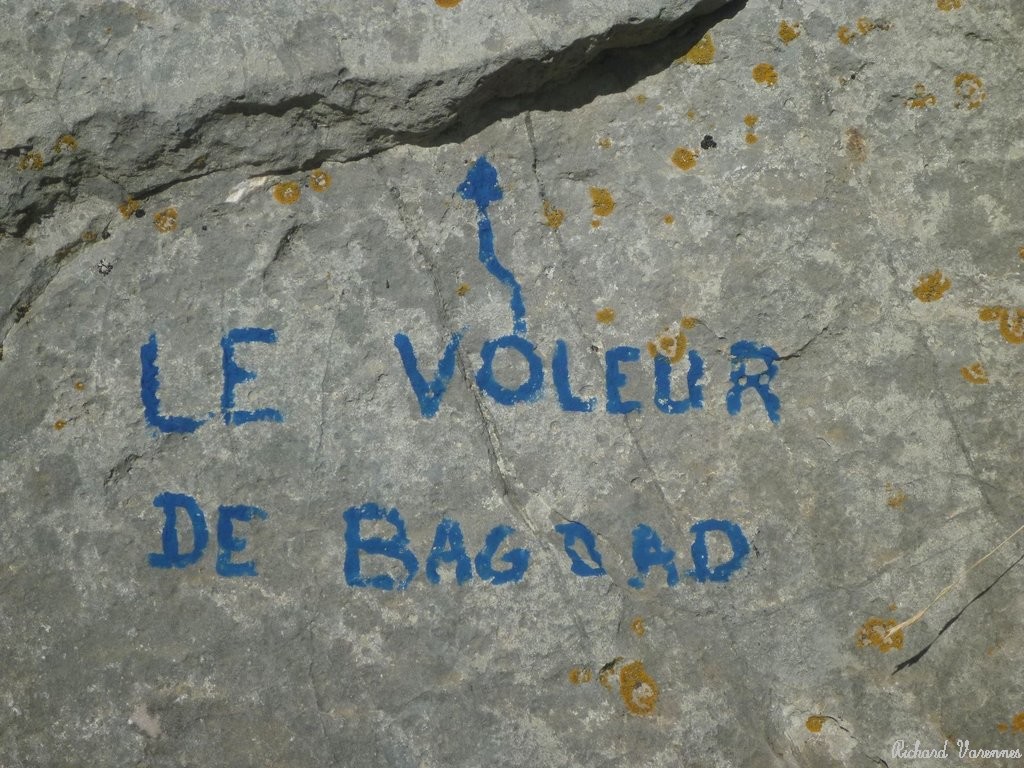 LE VOLEUR
DE BAGDAD
Richard Varennes